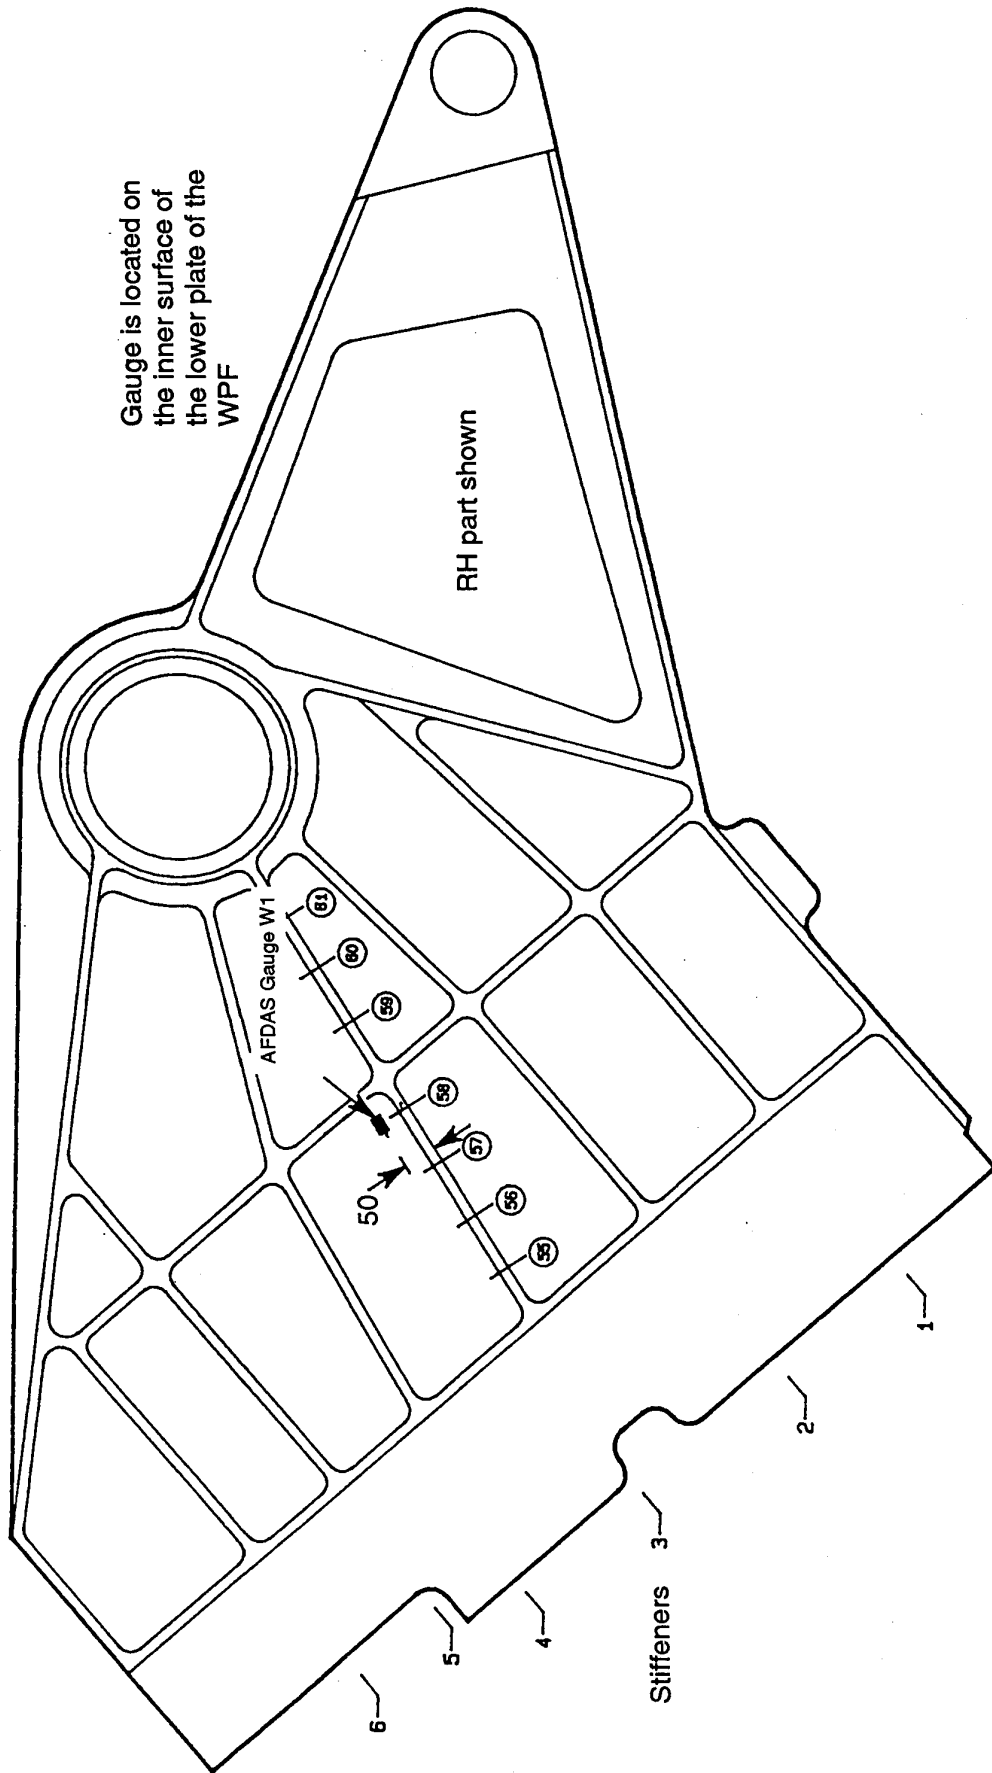 Gauge is located on
the inner surface of
the lower plate of the
WPF
RH part shown
AFDAS Gauge W1
61
60
59
58
57
56
55
50
1
2
3
4
5
6
Stiffeners